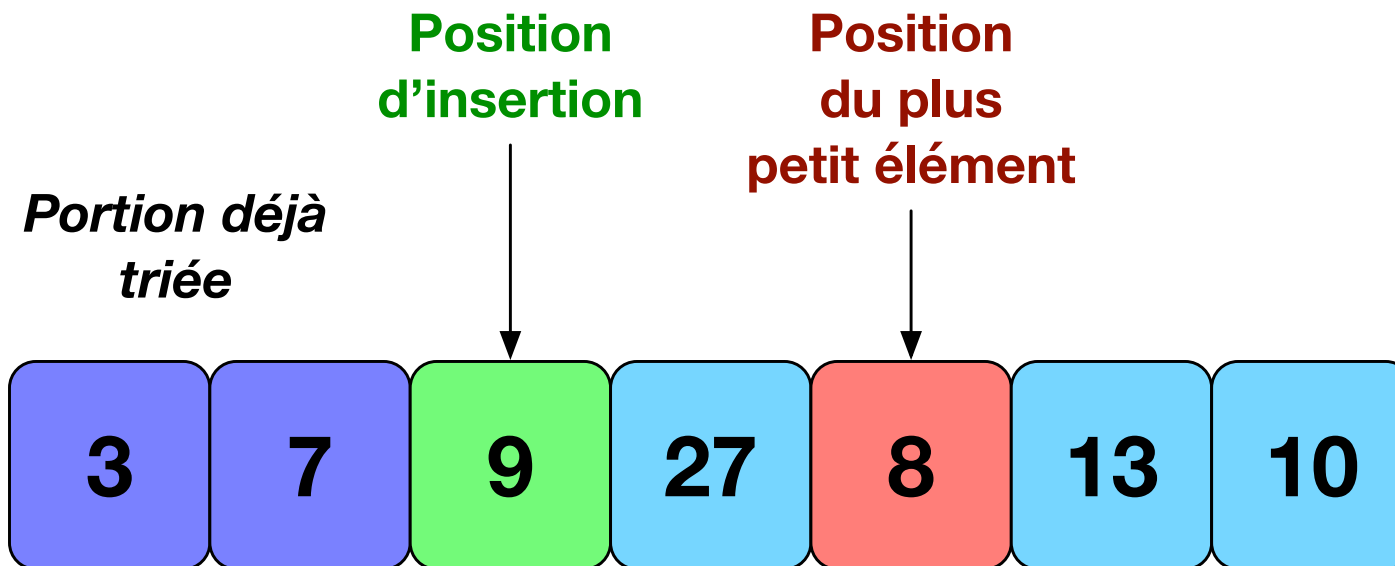 Position
d’insertion
Position
du plus
petit élément
Portion déjà
triée
3 7 9 27 8 13 10